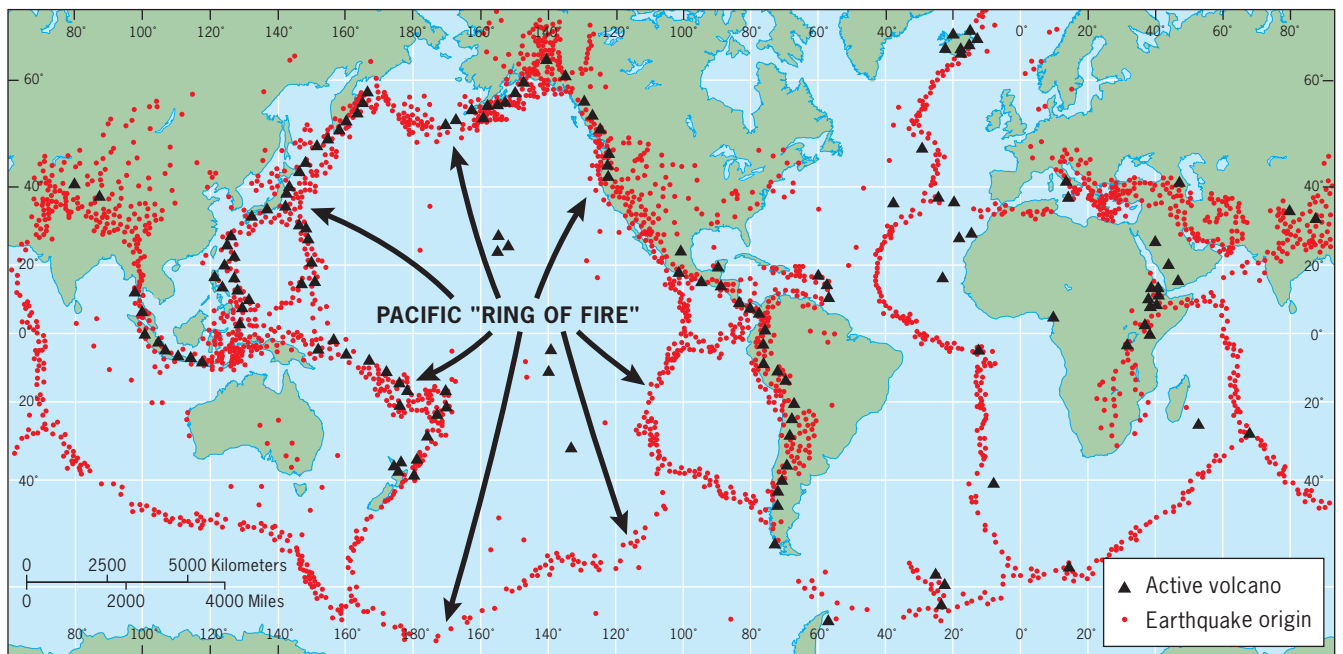 80˚ 100˚ 120˚ 140˚ 160˚ 180˚ 160˚ 140˚ 120˚ 100˚ 80˚ 60˚ 40˚ 20˚ 0˚ 20˚ 40˚ 60˚ 80˚
60˚ 60˚
40˚ 40˚
20˚ 20˚
PACIFIC "RING OF FIRE"
0˚ 0˚
20˚ 20˚
40˚ 40˚
0 2500 5000 Kilometers
0 2000 4000 Miles
Active volcano
Earthquake origin
80˚ 100˚ 120˚ 140˚ 160˚ 180˚ 160˚ 140˚ 120˚ 100˚ 80˚ 60˚ 40˚ 20˚ 0˚ 20˚